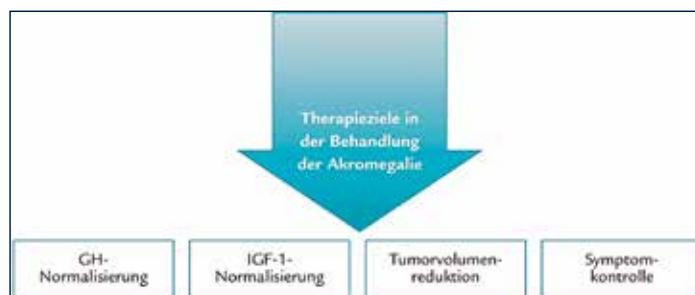 Therapieziele in
der Behandlung
der Akromegalie
GH-
Normalisierung
IGF-1-
Normalisierung
Tumorvolumen-
reduktion
Symptom-
kontrolle